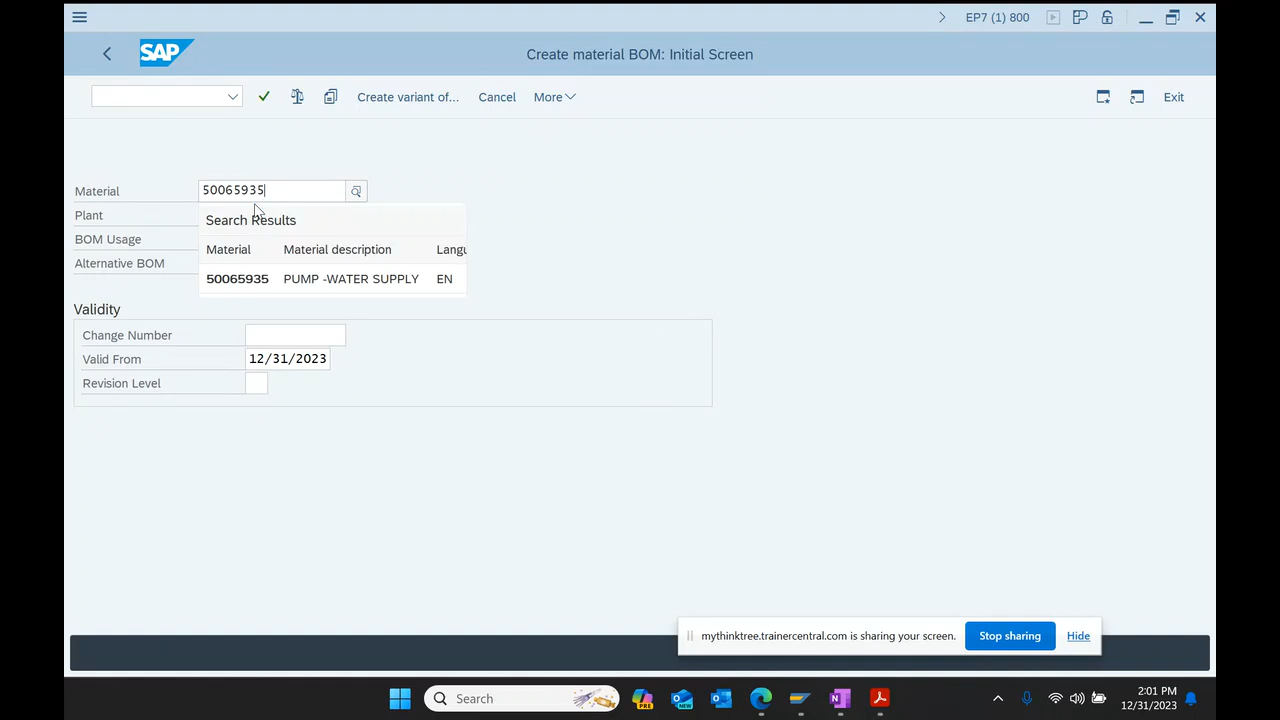 EP7 (1) 800
SAP
Create material BOM: Initial Screen
Create variant of...
Cancel
More
Exit
Material
50065935
Plant
BOM Usage
Alternative BOM
Search Results
Material
Material description
Langu
50065935
PUMP -WATER SUPPLY
EN
Validity
Change Number
Valid From
12/31/2023
Revision Level
mythinktree.trainercentral.com is sharing your screen.
Stop sharing
Hide
Search
PRE
NEW
2:01 PM
12/31/2023